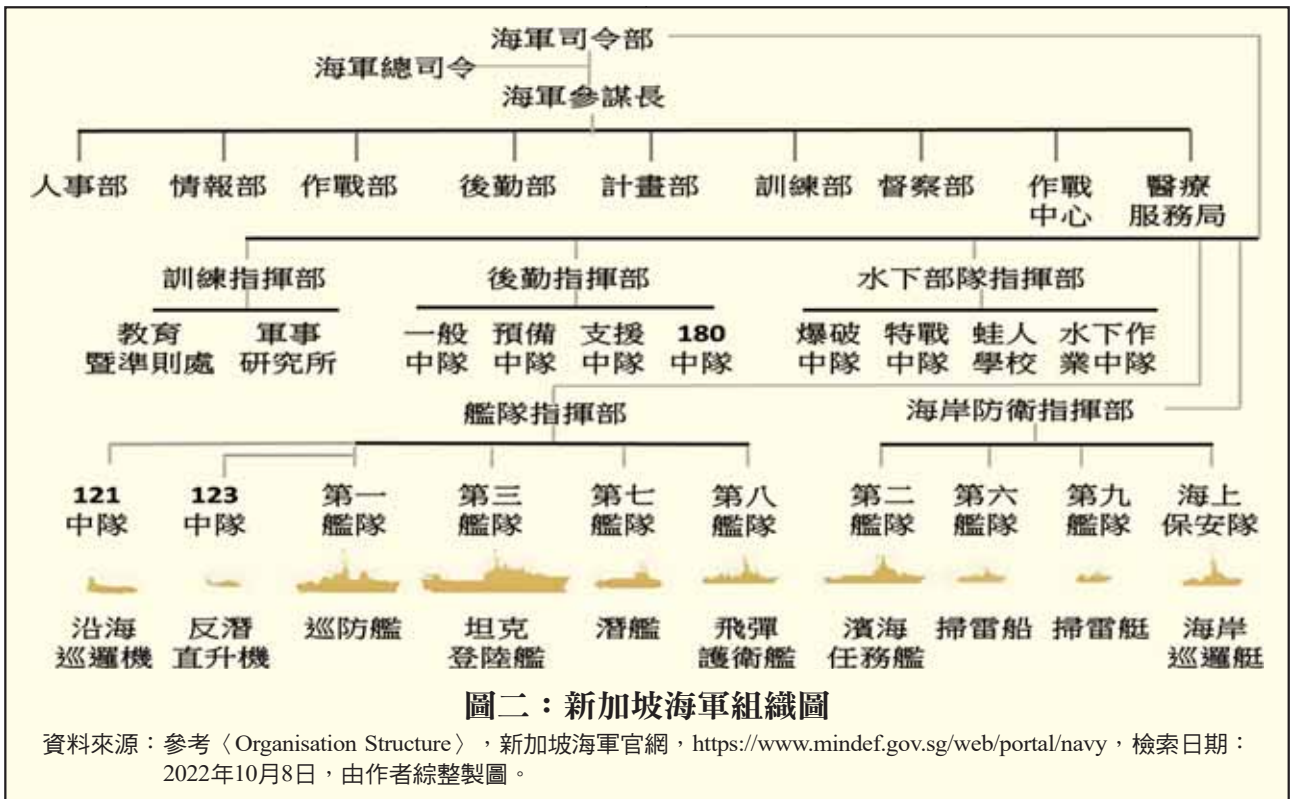 海軍司令部
海軍總司令
海軍參謀長
人事部 情報部 作戰部 後勤部 計畫部 訓練部 督察部 作戰 醫療
中心 服務局
訓練指揮部 後勤指揮部 水下部隊指揮部
教育 軍事 一般 預備 支援 180 爆破 特戰 蛙人 水下作
暨準則處 研究所 中隊 中隊 中隊 中隊 中隊 中隊 學校 業中隊
艦隊指揮部 海岸防衛指揮部
121 123 第一 第三 第七 第八 第二 第六 第九 海上
中隊 中隊 艦隊 艦隊 艦隊 艦隊 艦隊 艦隊 艦隊 保安隊
沿海 反潛 巡防艦 坦克 潛艦 飛彈 濱海 掃雷船 掃雷艇 海岸
巡邏機 直升機 登陸艦 護衛艦 任務艦 巡邏艇
圖二：新加坡海軍組織圖
資料來源：參考〈Organisation Structure〉，新加坡海軍官網，https://www.mindef.gov.sg/web/portal/navy，檢索日期：
2022年10月8日，由作者綜整製圖。